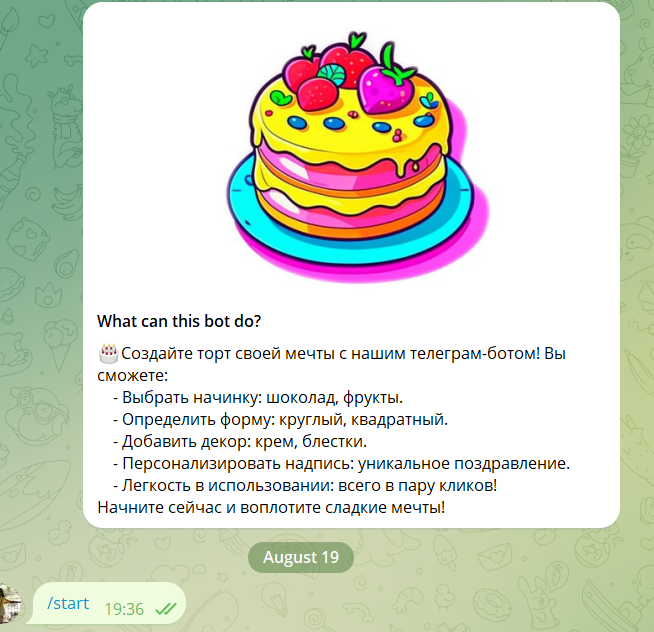 What can this bot do?
🎂Создайте торт своей мечты с нашим телеграм-ботом! Вы
сможете:
- Выбрать начинку: шоколад, фрукты.
- Определить форму: круглый, квадратный.
- Добавить декор: крем, блестки.
- Персонализировать надпись: уникальное поздравление.
- Легкость в использовании: всего в пару кликов!
Начните сейчас и воплотите сладкие мечты!
August 19
/start 19:36